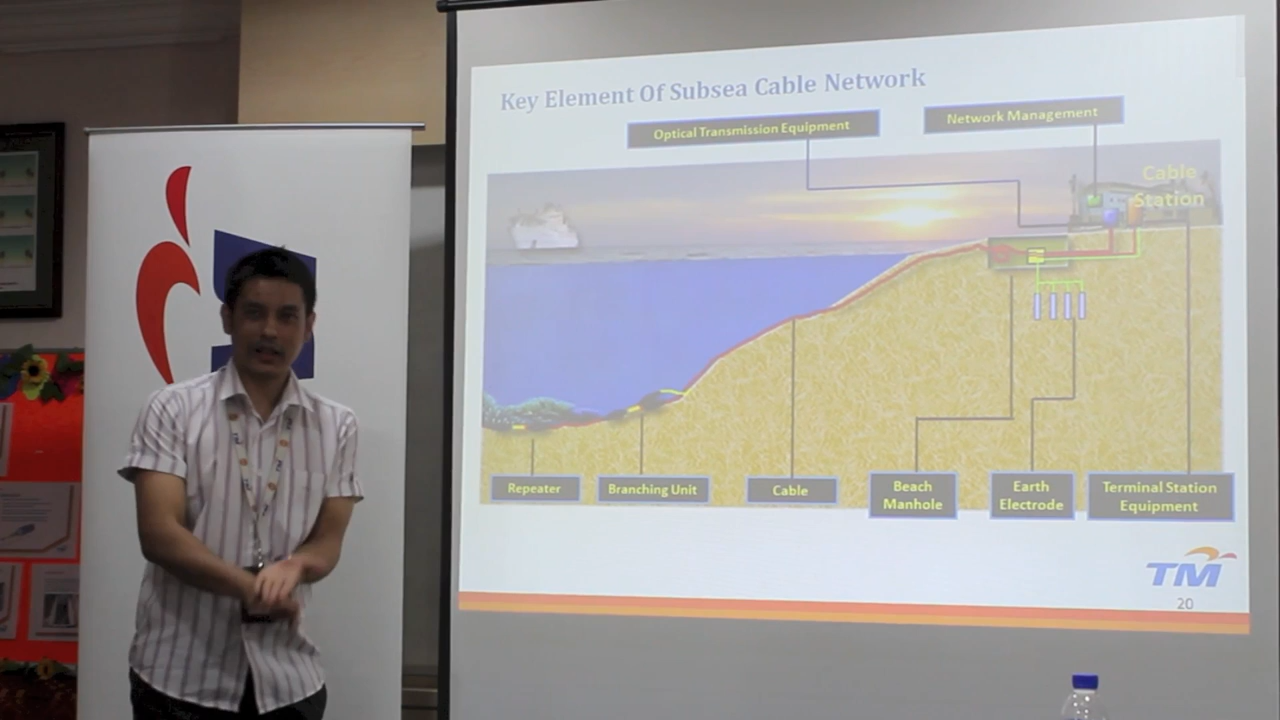 Key Element Of Subsea Cable Network
Optical Transmission Equipment
Network Management
Cable
Station
Repeater
Branching Unit
Cable
Beach
Manhole
Earth
Electrode
Terminal Station
Equipment
TM
20